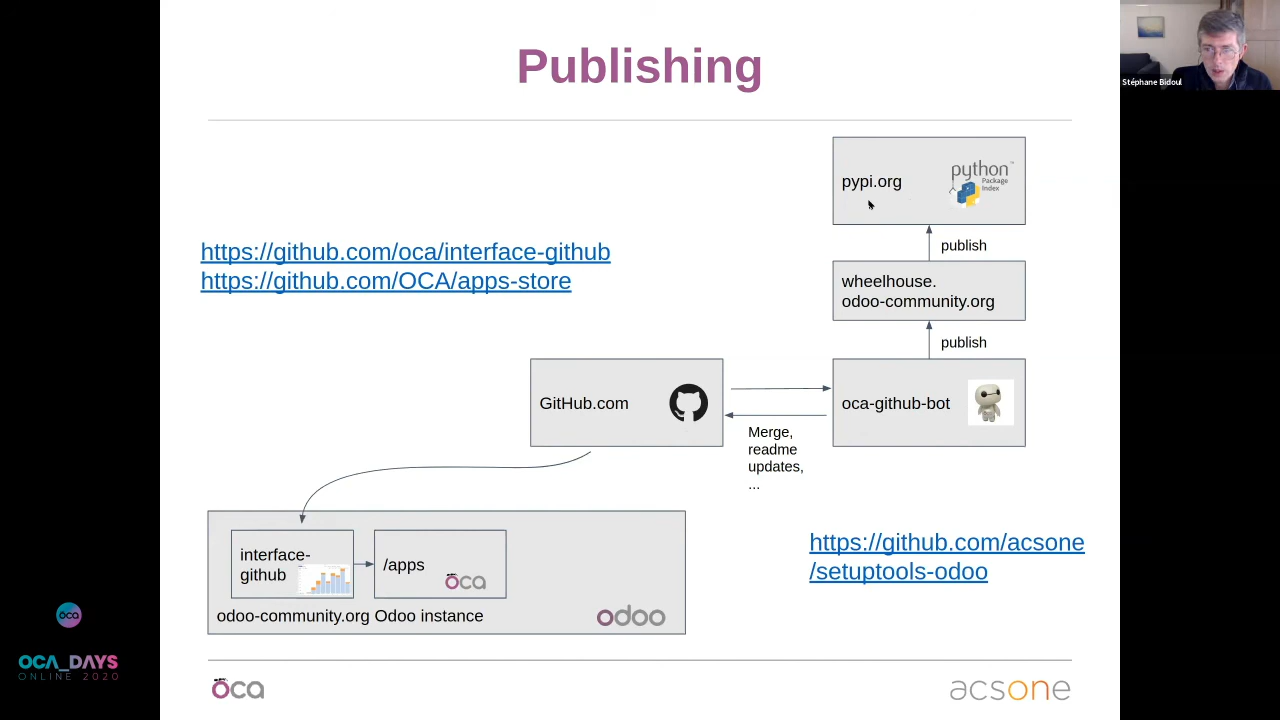 Publishing
Stéphane Bidoul
pypi.org
python™
Package
Index
publish
https://github.com/oca/interface-github
https://github.com/OCA/apps-store
wheelhouse.
odoo-community.org
publish
GitHub.com
oca-github-bot
Merge,
readme
updates,
...
interface-
github
/apps
oca
odoo-community.org Odoo instance
odoo
https://github.com/acsone
/setuptools-odoo
oca
OCA_DAYS
ONLINE 2020
oca
acsone